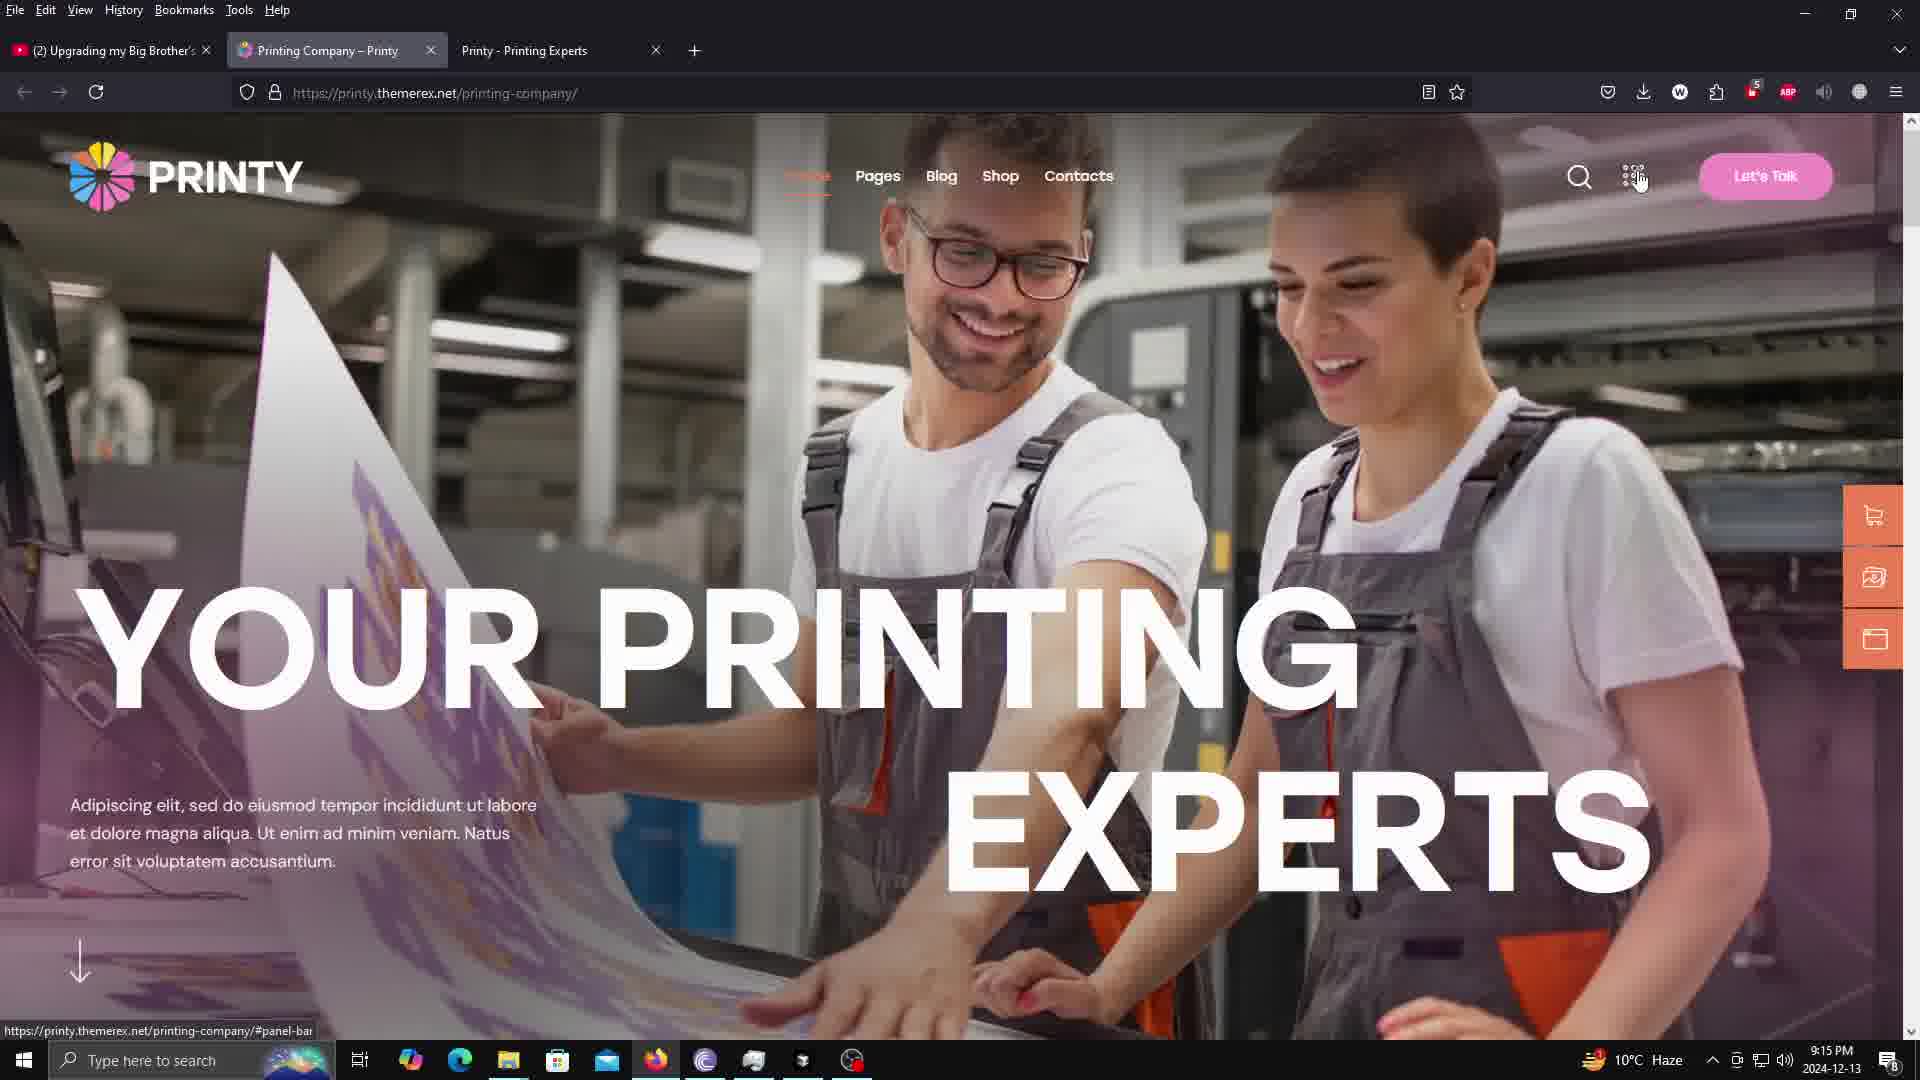 File Edit View History Bookmarks Tools Help
(2) Upgrading my Big Brother's
Printing Company – Printy
Printy - Printing Experts
https://printy.themerex.net/printing-company/
5
ABP
PRINTY
Home Pages Blog Shop Contacts
Let's Talk
YOUR PRINTING
EXPERTS
Adipiscing elit, sed do eiusmod tempor incididunt ut labore
et dolore magna aliqua. Ut enim ad minim veniam. Natus
error sit voluptatem accusantium.
https://printy.themerex.net/printing-company/#panel-bar
Type here to search
1
10°C Haze
9:15 PM
2024-12-13
8